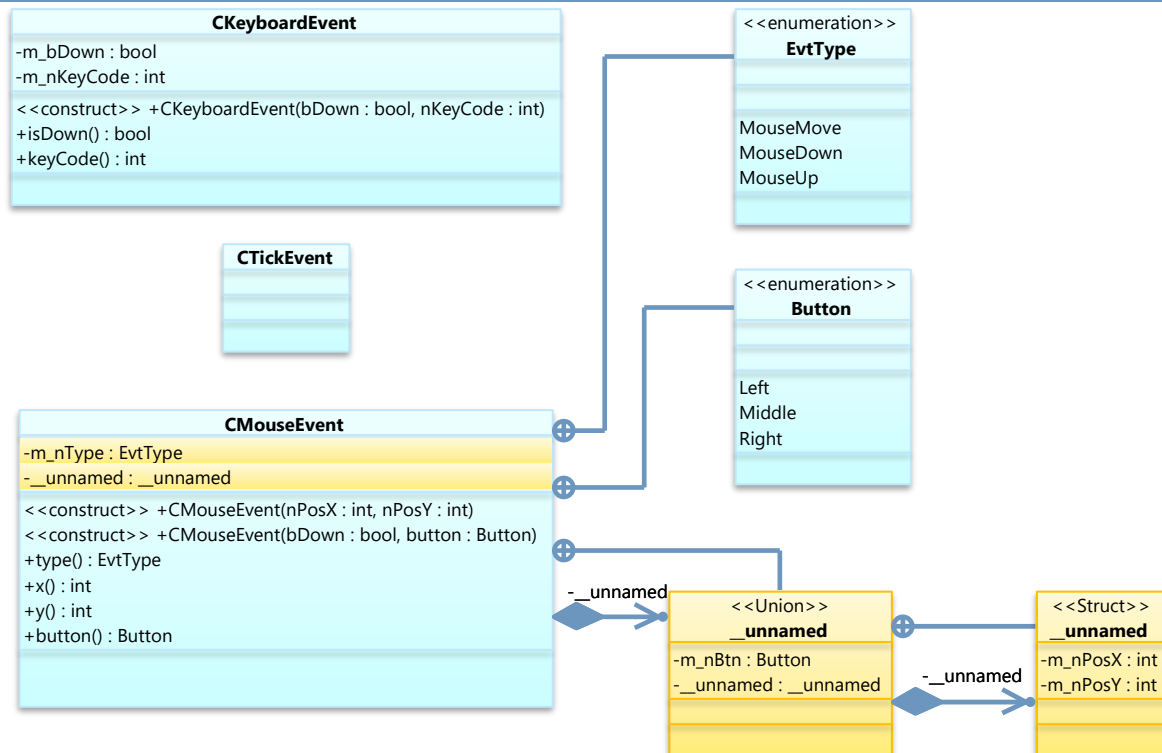 CKeyboardEvent
-m_bDown : bool
-m_nKeyCode : int
<<construct>> +CKeyboardEvent(bDown : bool, nKeyCode : int)
+isDown() : bool
+keyCode() : int
<<enumeration>>
EvtType
MouseMove
MouseDown
MouseUp
CTickEvent
<<enumeration>>
Button
Left
Middle
Right
CMouseEvent
-m_nType : EvtType
-__unnamed : __unnamed
<<construct>> +CMouseEvent(nPosX : int, nPosY : int)
<<construct>> +CMouseEvent(bDown : bool, button : Button)
+type() : EvtType
+x() : int
+y() : int
+button() : Button
-__unnamed
<<Union>>
__unnamed
-m_nBtn : Button
-__unnamed : __unnamed
-__unnamed
<<Struct>>
__unnamed
-m_nPosX : int
-m_nPosY : int